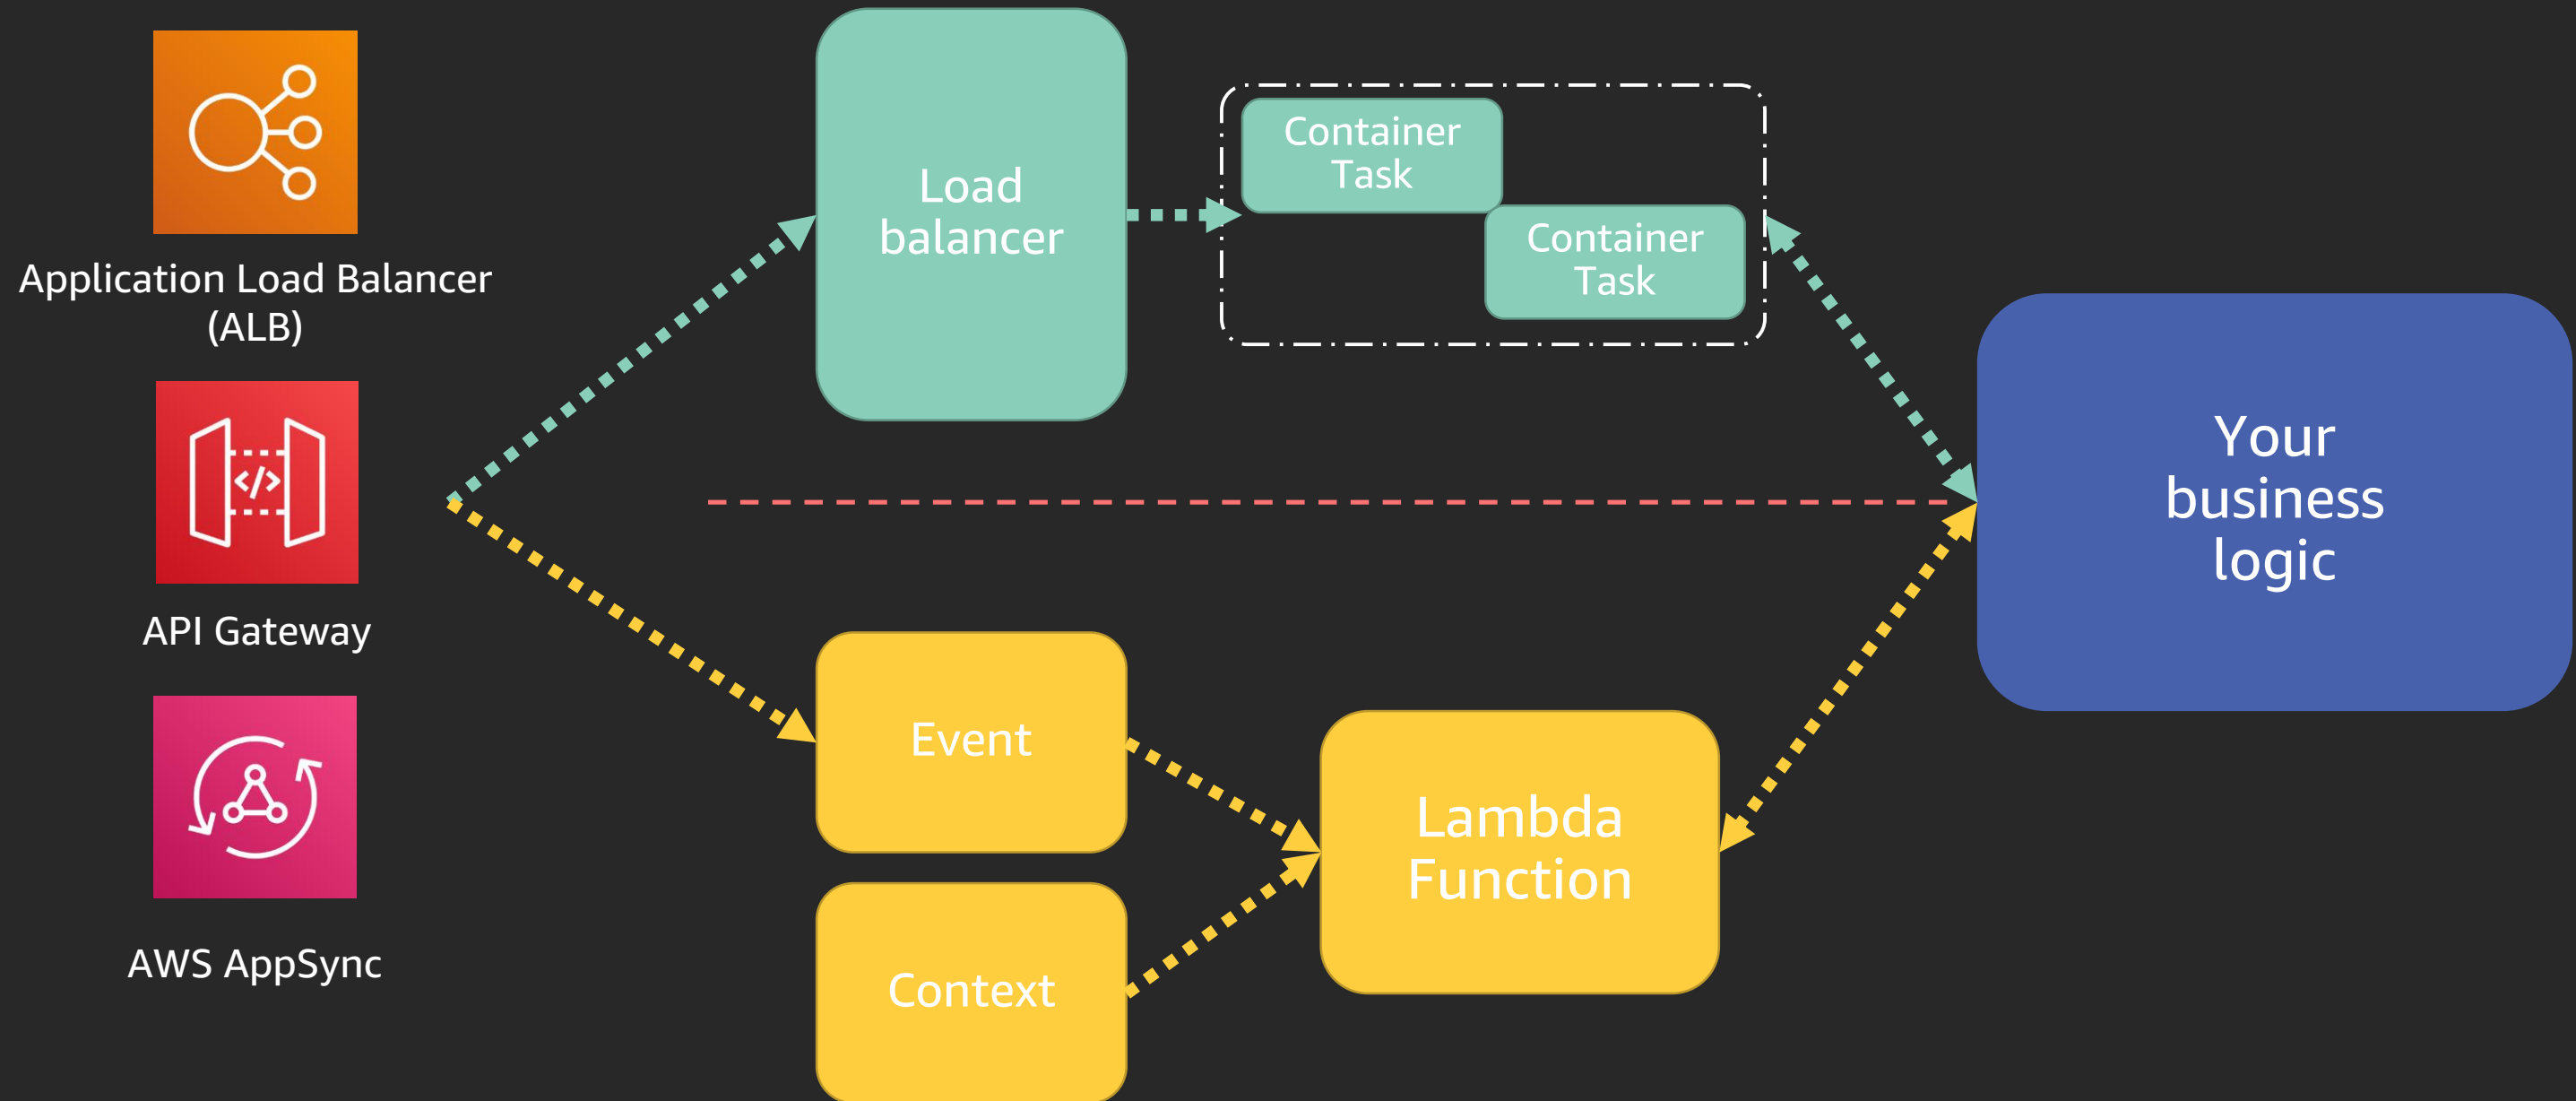 Application Load Balancer
(ALB)
API Gateway
AWS AppSync
Load
balancer
Container
Task
Container
Task
Event
Context
Lambda
Function
Your
business
logic